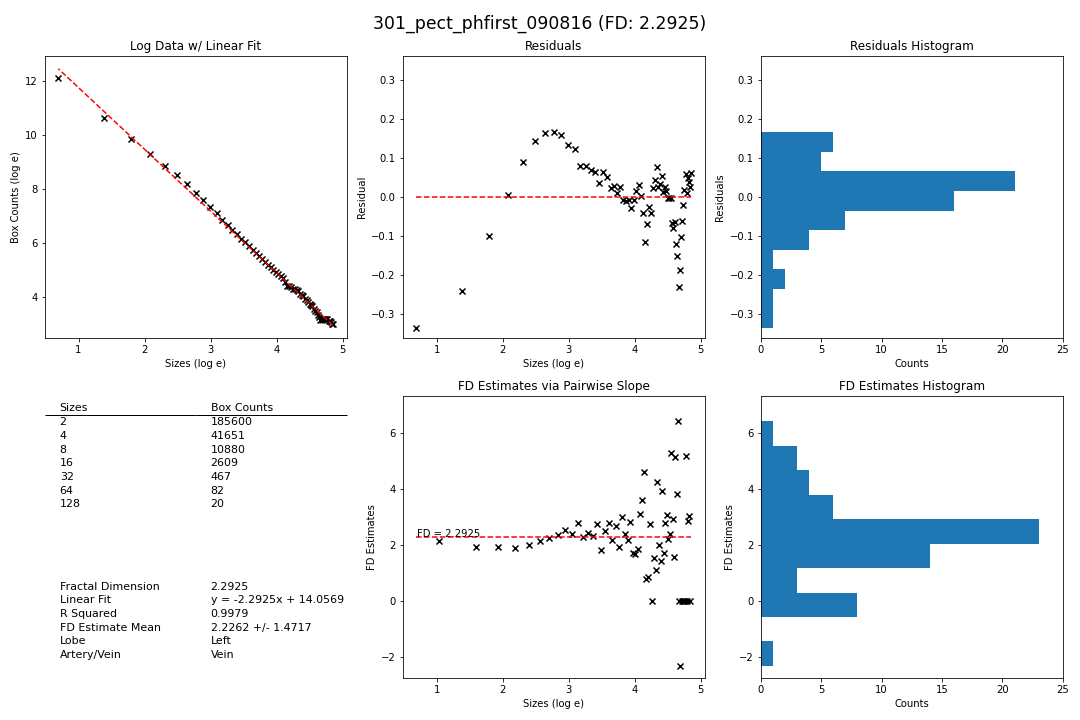 301_pect_phfirst_090816 (FD: 2.2925)
Log Data w/ Linear Fit
Box Counts (log e)
12
10
8
6
4
1 2 3 4 5
Sizes (log e)
Residuals
Residual
0.3
0.2
0.1
0.0
−0.1
−0.2
−0.3
1 2 3 4 5
Sizes (log e)
Residuals Histogram
Residuals
0.3
0.2
0.1
0.0
−0.1
−0.2
−0.3
0 5 10 15 20 25
Counts
Sizes Box Counts
2 185600
4 41651
8 10880
16 2609
32 467
64 82
128 20
Fractal Dimension 2.2925
Linear Fit y = -2.2925x + 14.0569
R Squared 0.9979
FD Estimate Mean 2.2262 +/- 1.4717
Lobe Left
Artery/Vein Vein
FD Estimates via Pairwise Slope
FD Estimates
6
4
2
0
−2
FD = 2.2925
1 2 3 4 5
Sizes (log e)
FD Estimates Histogram
FD Estimates
6
4
2
0
−2
0 5 10 15 20 25
Counts